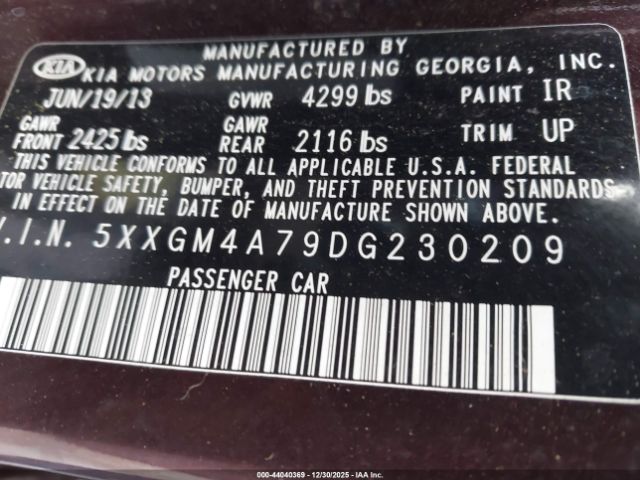 MANUFACTURED BY
KIA KIA MOTORS MANUFACTURING GEORGIA, INC.
JUN/19/13 GVWR 4299 lbs PAINT IR
GAWR FRONT 2425 lbs GAWR REAR 2116 lbs TRIM UP
THIS VEHICLE CONFORMS TO ALL APPLICABLE U.S.A. FEDERAL
TOR VEHICLE SAFETY, BUMPER, AND THEFT PREVENTION STANDARDS
IN EFFECT ON THE DATE OF MANUFACTURE SHOWN ABOVE.
V.I.N. 5XXGM4A79DG230209
PASSENGER CAR
000-44040369 - 12/30/2025 - IAAI.COM